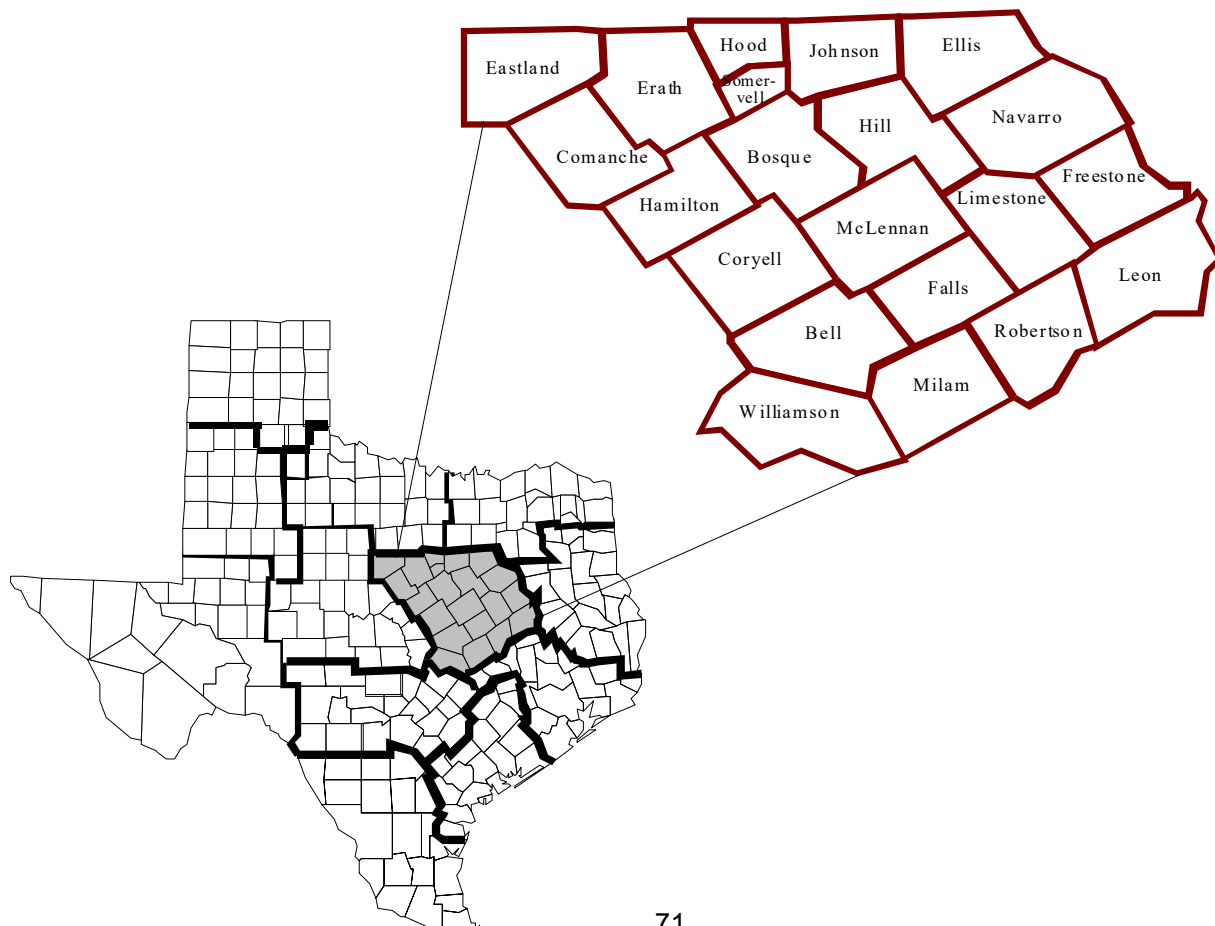 Eastland
Erath
Hood
Somer-
vell
Johnson
Ellis
Comanche
Bosque
Hill
Navarro
Hamilton
McLennan
Limestone
Freestone
Coryell
Falls
Leon
Bell
Robertson
Milam
Williamson
71